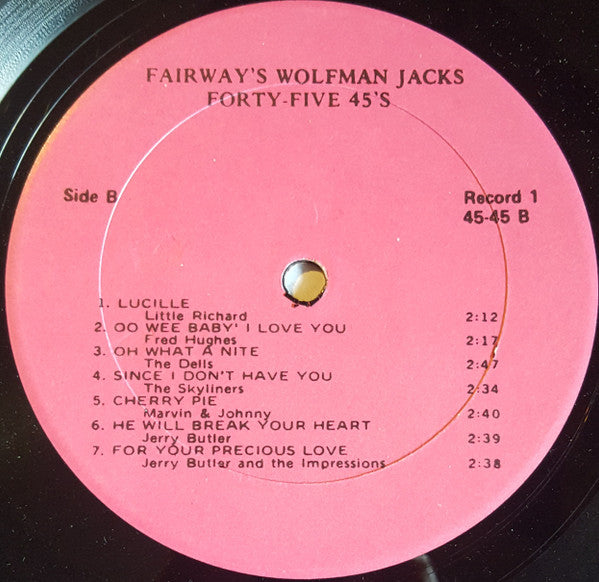 FAIRWAY'S WOLFMAN JACKS
FORTY-FIVE 45'S
Side B
Record 1
45-45 B
1. LUCILLE
Little Richard 2:12
2. OO WEE BABY' I LOVE YOU
Fred Hughes 2:17
3. OH WHAT A NITE
The Dells 2:47
4. SINCE I DON'T HAVE YOU
The Skyliners 2:34
5. CHERRY PIE
Marvin & Johnny 2:40
6. HE WILL BREAK YOUR HEART
Jerry Butler 2:39
7. FOR YOUR PRECIOUS LOVE
Jerry Butler and the Impressions 2:38